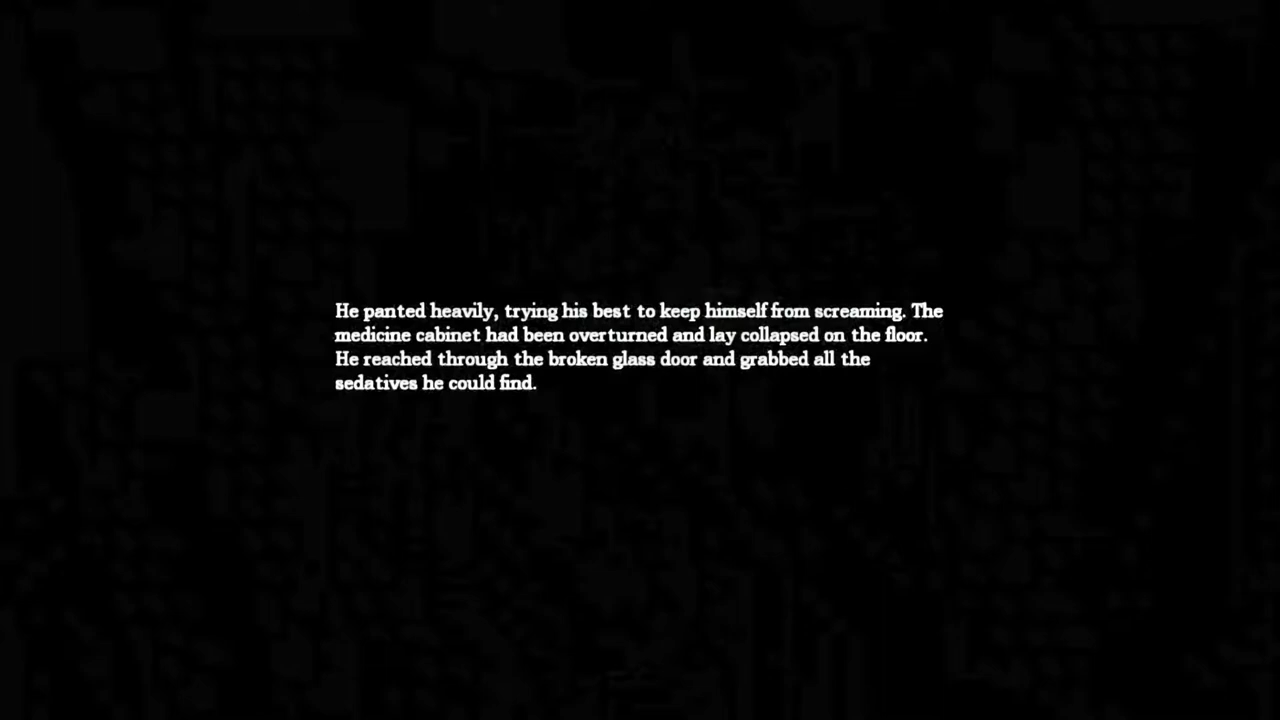 He panted heavily, trying his best to keep himself from screaming. The
medicine cabinet had been overturned and lay collapsed on the floor.
He reached through the broken glass door and grabbed all the
sedatives he could find.